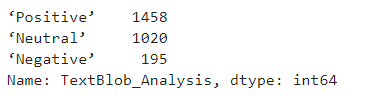 ‘Positive’ 1458
‘Neutral’ 1020
‘Negative’ 195
Name: TextBlob_Analysis, dtype: int64